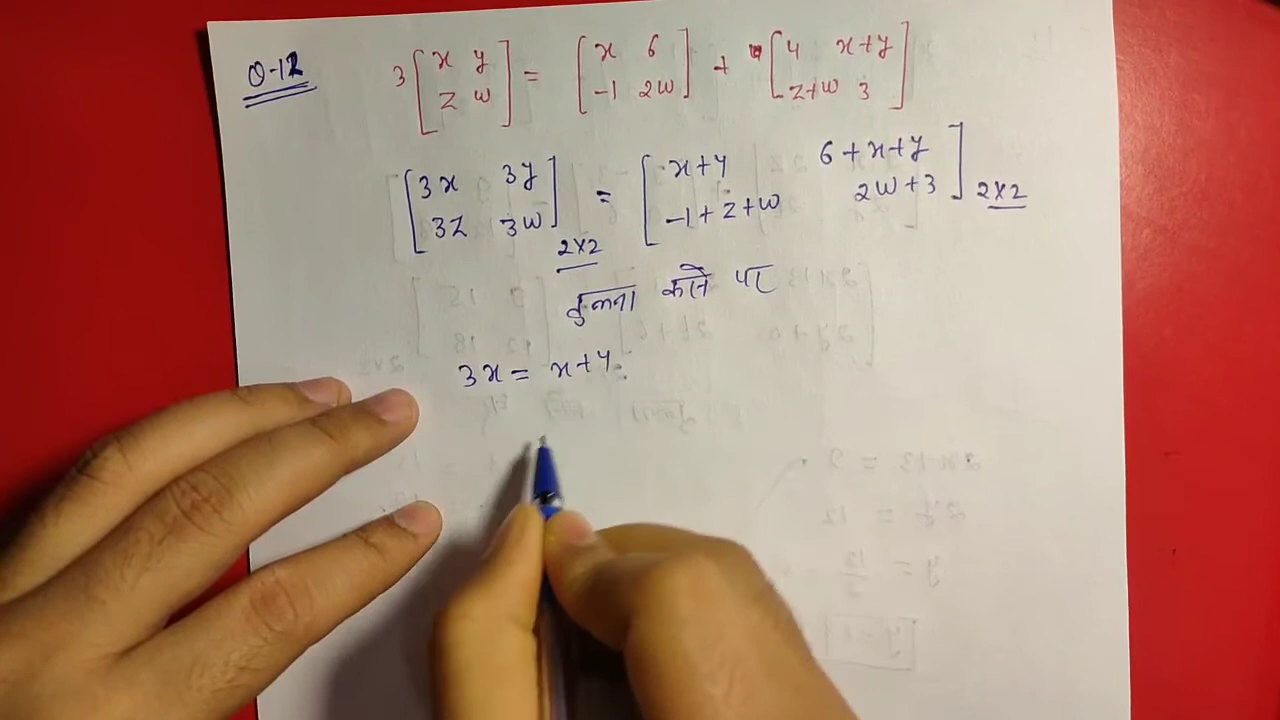 Q-12 3 [ x y = [ x 6 + [ 4 x+y
z w ] -1 2w ] z+w 3 ]
[ 3x 3y = [ x+4 6+x+y
3z 3w ] 2×2 -1+z+w 2w+3 ] 2×2
तुलना करने पर
3x = x+4